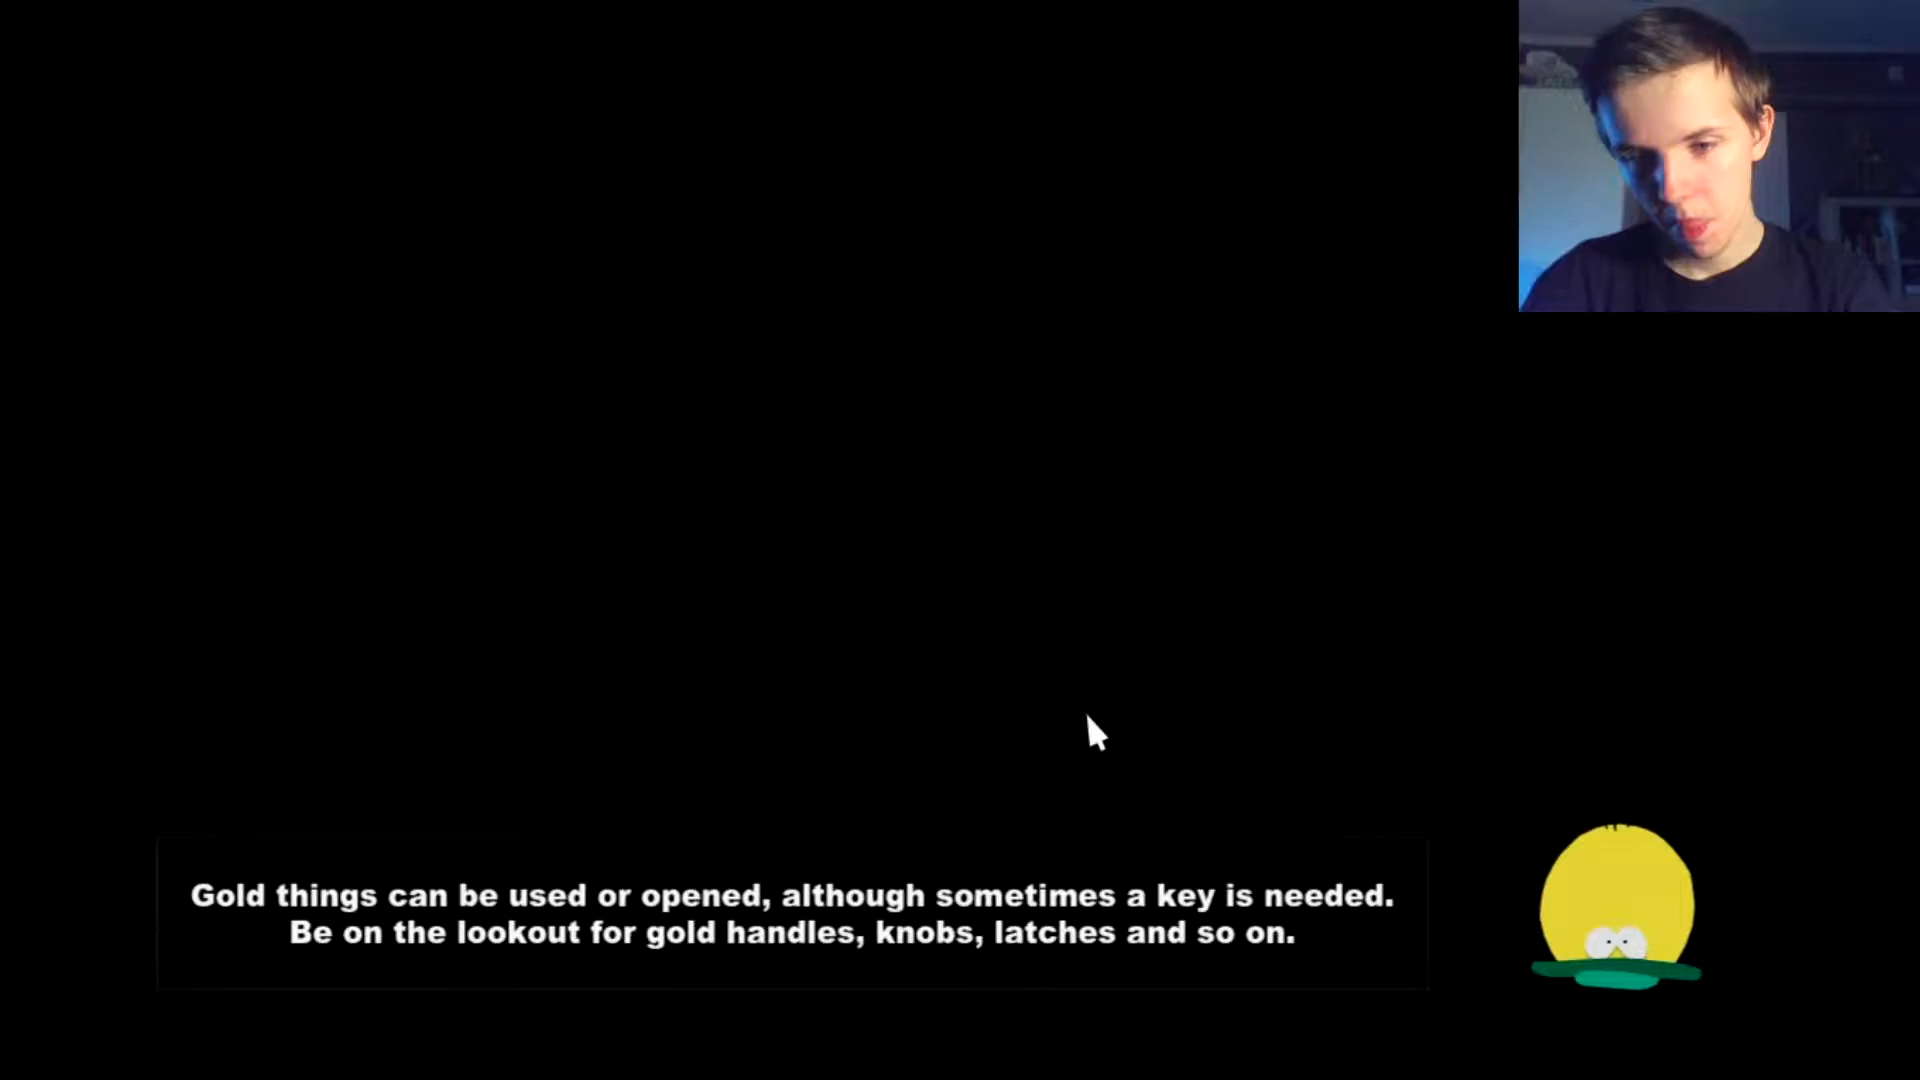 Gold things can be used or opened, although sometimes a key is needed.
Be on the lookout for gold handles, knobs, latches and so on.